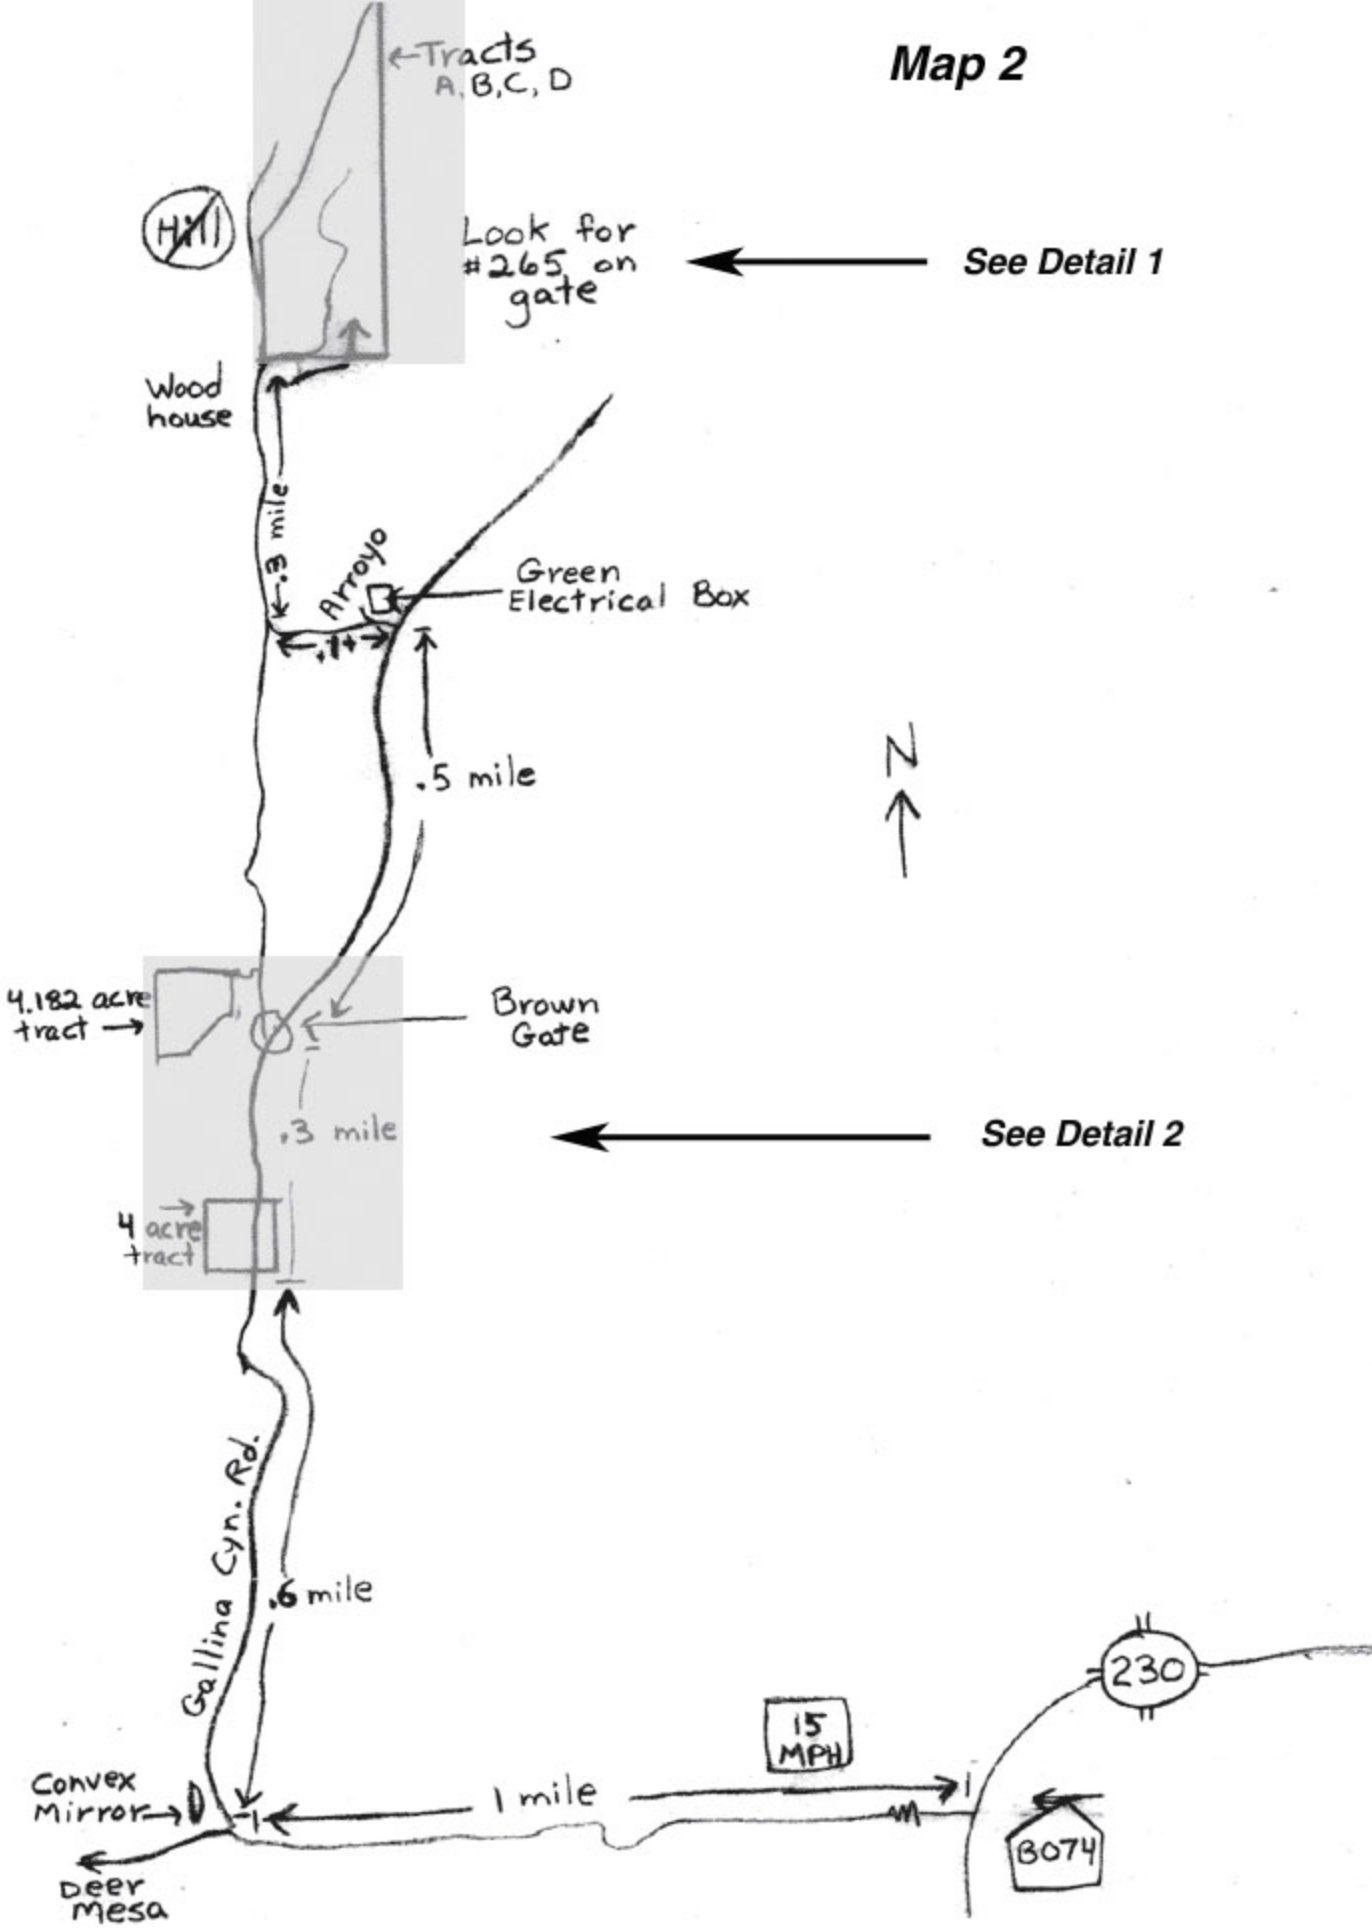 Map 2
←Tracts
A, B, C, D
Hill
Look for
#265 on
gate
See Detail 1
Wood
house
.3 mile
Arroyo
Green
Electrical Box
.1+
.5 mile
N
4.182 acre
tract →
Brown
Gate
.3 mile
See Detail 2
4 acre
tract
Gallina Cyn. Rd.
.6 mile
230
15
MPH
Convex
Mirror→
1 mile
B074
Deer
Mesa